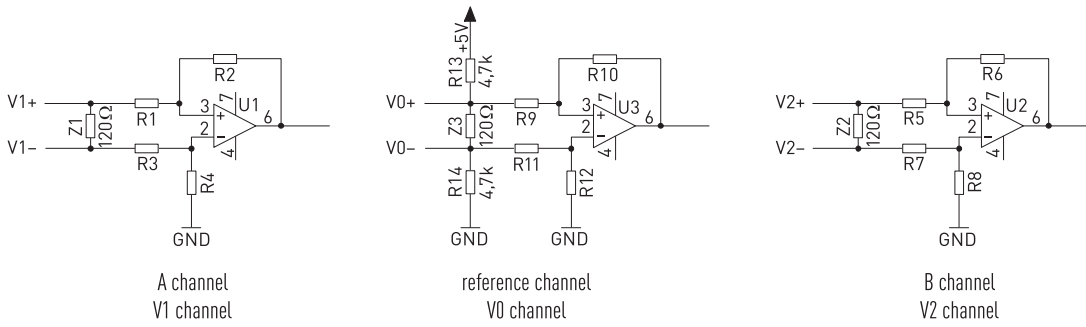 V1+
V1-
Z1
120Ω
R1
R3
R2
R4
3
2
7
4
6
U1
GND
A channel
V1 channel
+5V
R13
4,7k
V0+
V0-
Z3
120Ω
R14
4,7k
GND
R9
R11
R10
R12
3
2
7
4
6
U3
GND
reference channel
V0 channel
V2+
V2-
Z2
120Ω
R5
R7
R6
R8
3
2
7
4
6
U2
GND
B channel
V2 channel